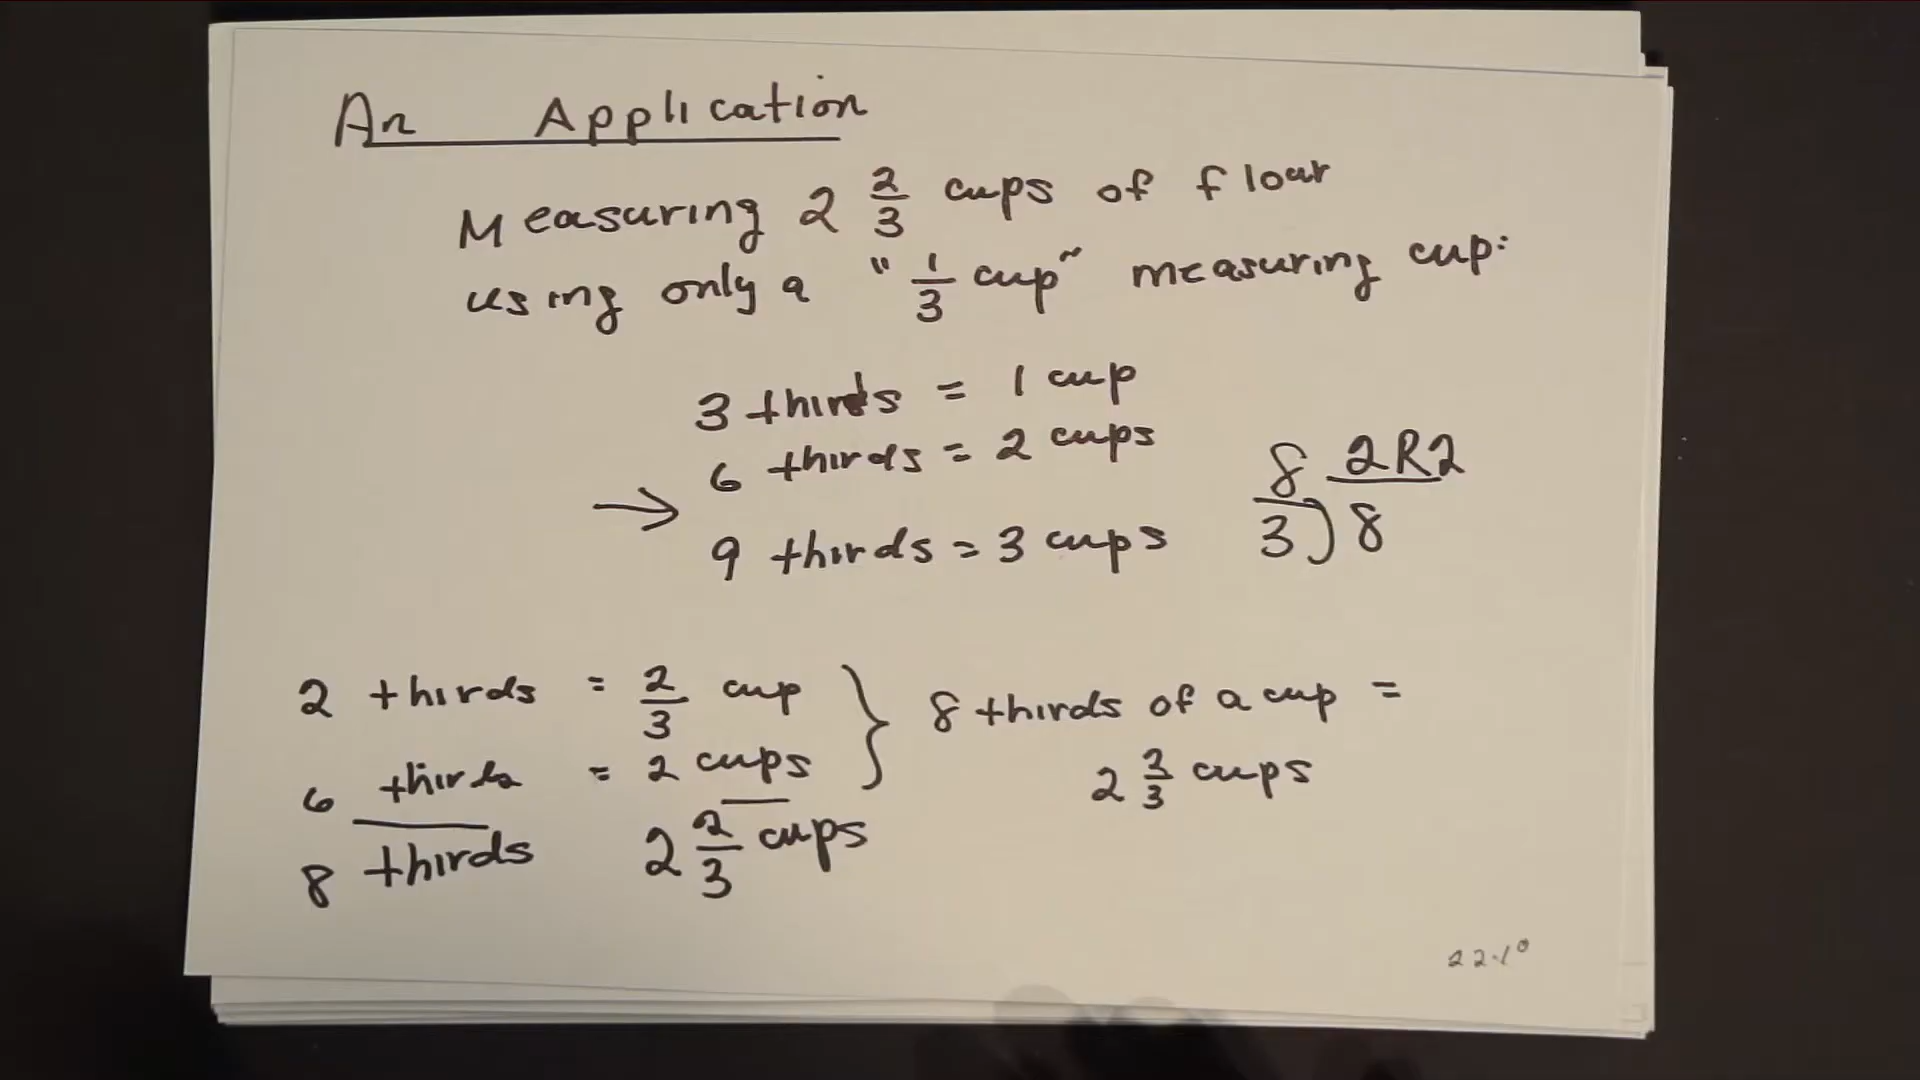 An Application
Measuring 2 2/3 cups of flour
using only a "1/3 cup" measuring cup:
3 thirds = 1 cup
6 thirds = 2 cups
→
9 thirds = 3 cups
8/3 2R2
3)8
2 thirds = 2/3 cup } 8 thirds of a cup =
6 thirds = 2 cups 2 2/3 cups
8 thirds 2 2/3 cups
22.10